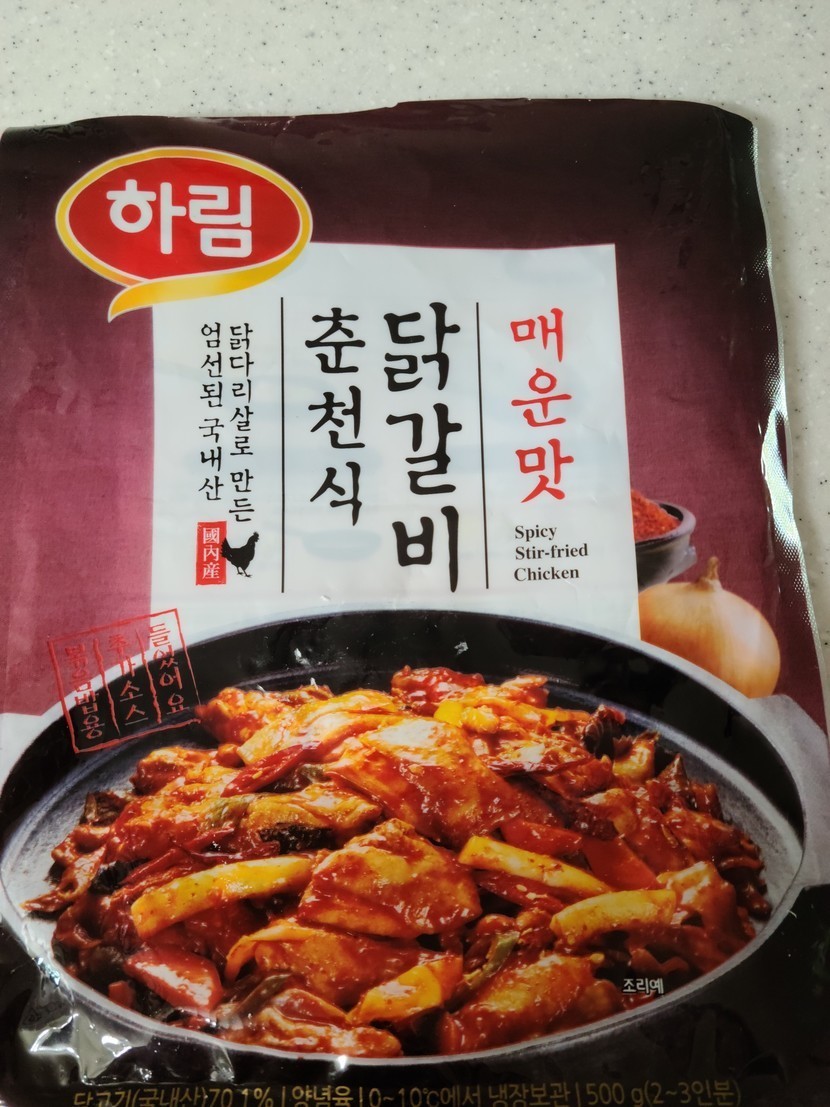 하림
매운맛
Spicy
Stir-fried
Chicken
닭갈비
춘천식
닭다리살로 만든
엄선된 국내산
國內産
들었어요
추가소스
볶음밥용
조리예
닭고기(국내산)70.1% | 양념육 | 0~10℃에서 냉장보관 | 500 g(2~3인분)